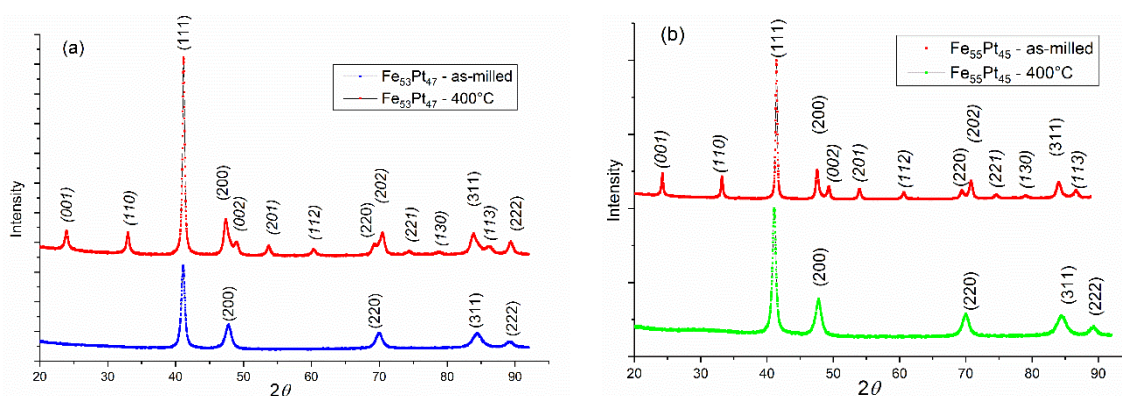 (a)
(111)
Fe₅₃Pt₄₇ - as-milled
Fe₅₃Pt₄₇ - 400°C
(001)
(110)
(200)
(002)
(201)
(112)
(220)
(202)
(221)
(130)
(311)
(113)
(222)
(200)
(220)
(311)
(222)
Intensity
20 30 40 50 60 70 80 90
2θ
(b)
(111)
Fe₅₅Pt₄₅ - as-milled
Fe₅₅Pt₄₅ - 400°C
(001)
(110)
(200)
(002)
(201)
(112)
(220)
(202)
(221)
(130)
(311)
(113)
(200)
(220)
(311)
(222)
Intensity
20 30 40 50 60 70 80 90
2θ